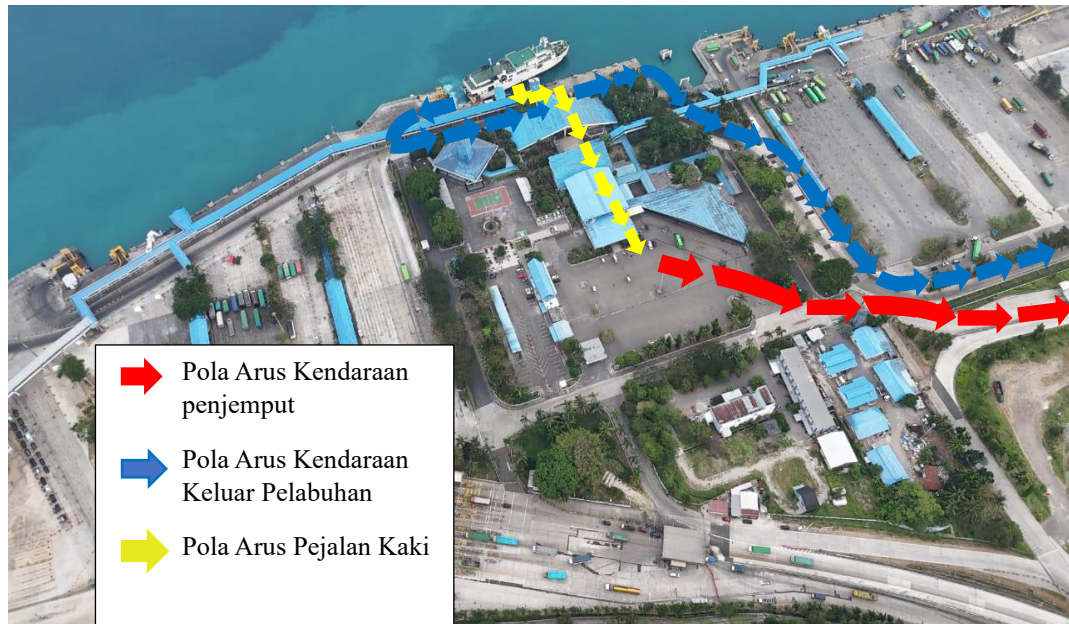 Pola Arus Kendaraan
penjemput
Pola Arus Kendaraan
Keluar Pelabuhan
Pola Arus Pejalan Kaki